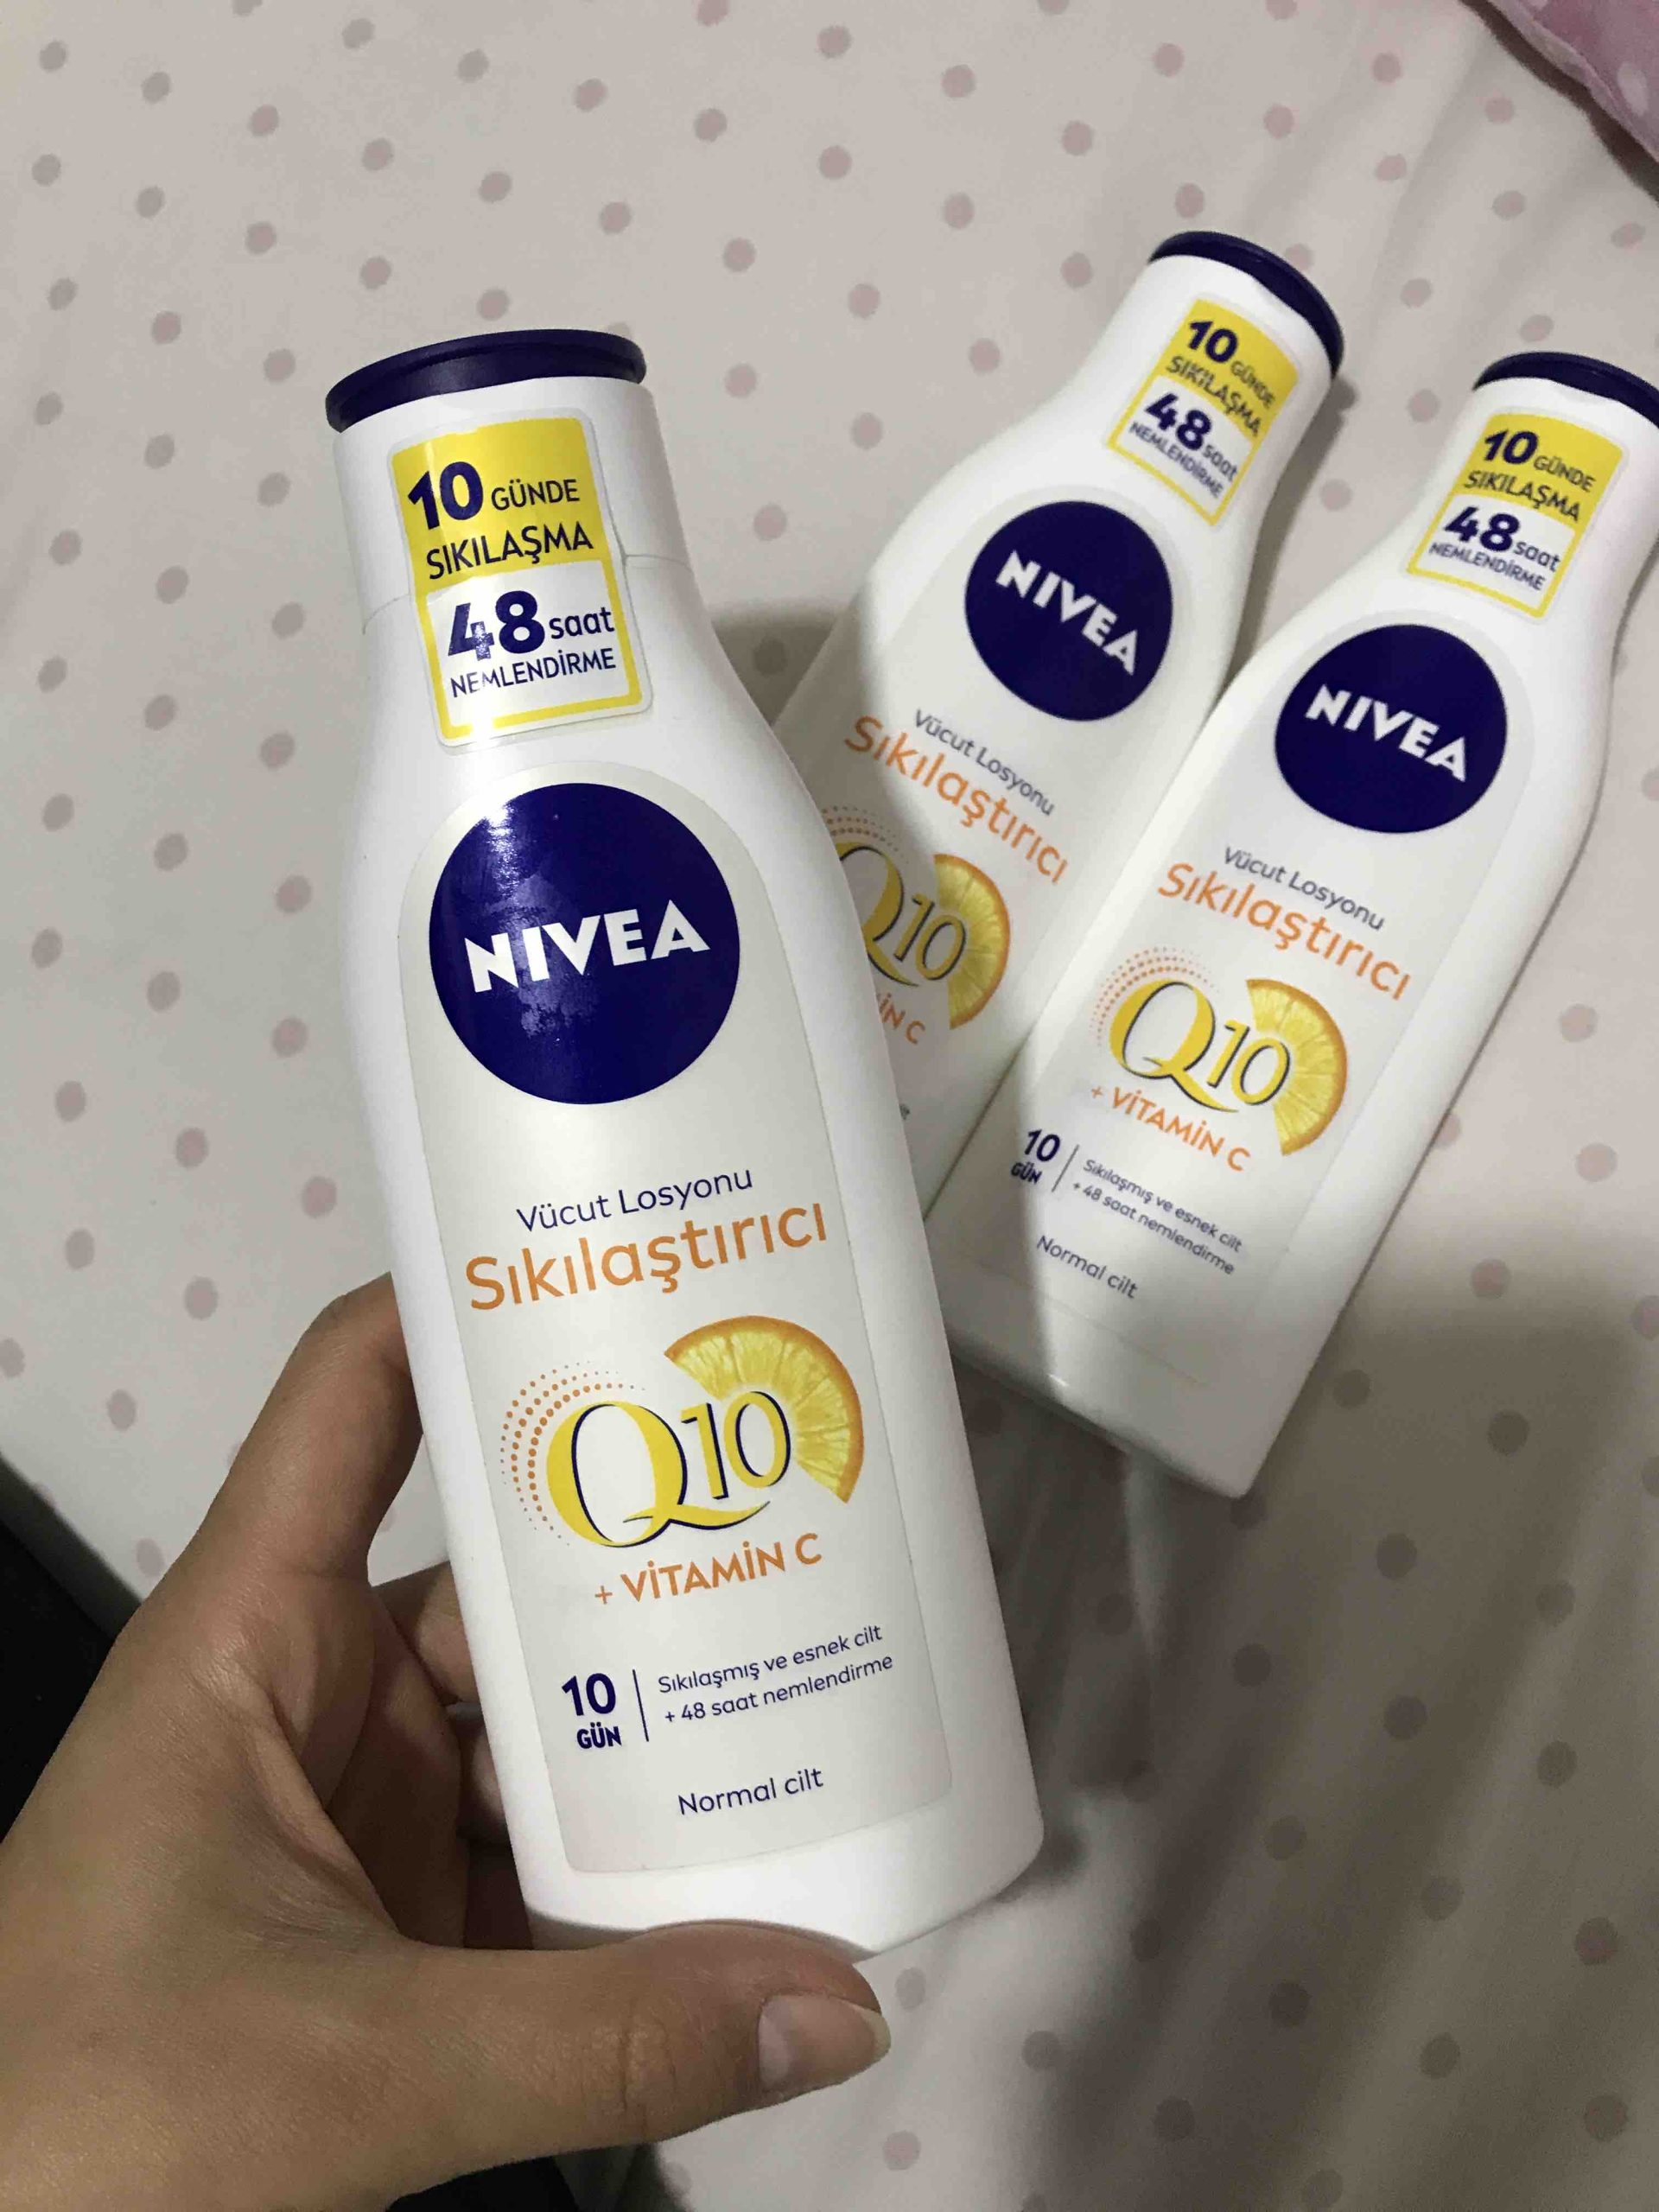 10 GÜNDE
SIKILAŞMA
48 saat
NEMLENDİRME
NIVEA
Vücut Losyonu
Sıkılaştırıcı
Q10
+ VİTAMİN C
10
GÜN
Sıkılaşmış ve esnek cilt
+ 48 saat nemlendirme
Normal cilt
10 GÜNDE
SIKILAŞMA
48 saat
NEMLENDİRME
NIVEA
Vücut Losyonu
Sıkılaştırıcı
Q10
C
10 GÜNDE
SIKILAŞMA
48 saat
NEMLENDİRME
NIVEA
Vücut Losyonu
Sıkılaştırıcı
Q10
+ VİTAMİN C
10
GÜN
Sıkılaşmış ve esnek cilt
+ 48 saat nemlendirme
Normal cilt